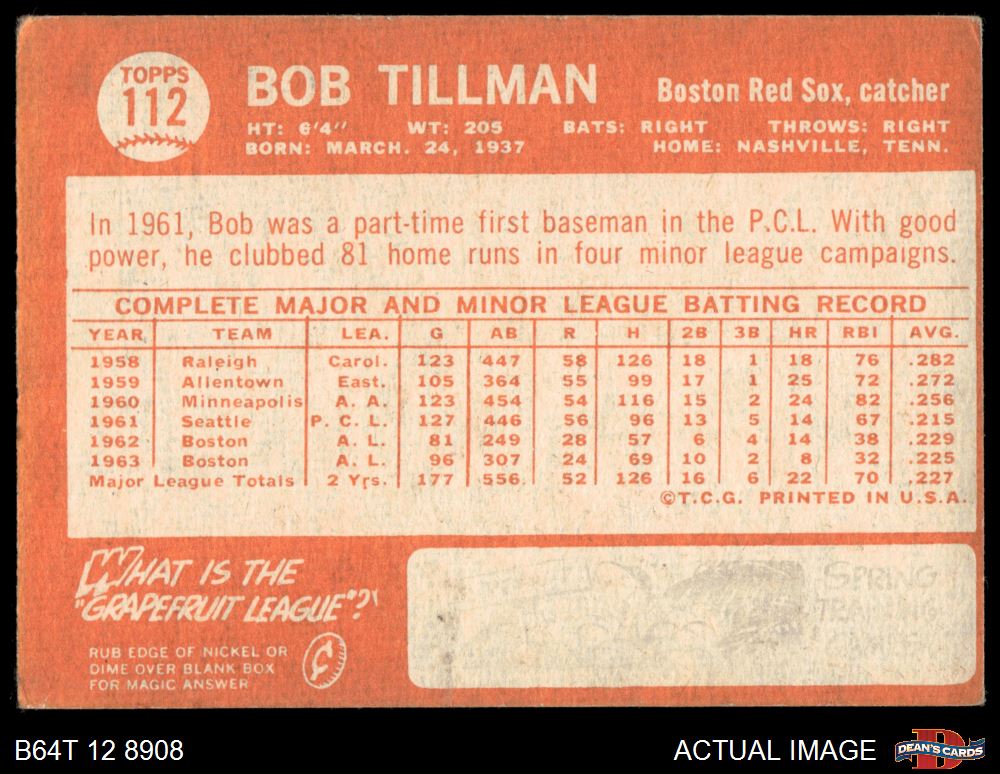 TOPPS
112
BOB TILLMAN
Boston Red Sox, catcher
HT: 6'4" WT: 205 BATS: RIGHT THROWS: RIGHT
BORN: MARCH. 24, 1937 HOME: NASHVILLE, TENN.
In 1961, Bob was a part-time first baseman in the P.C.L. With good
power, he clubbed 81 home runs in four minor league campaigns.
COMPLETE MAJOR AND MINOR LEAGUE BATTING RECORD
YEAR TEAM LEA. G AB R H 2B 3B HR RBI AVG.
1958 Raleigh Carol. 123 447 58 126 18 1 18 76 .282
1959 Allentown East. 105 364 55 99 17 1 25 72 .272
1960 Minneapolis A. A. 123 454 54 116 15 2 24 82 .256
1961 Seattle P. C. L. 127 446 56 96 13 5 14 67 .215
1962 Boston A. L. 81 249 28 57 6 4 14 38 .229
1963 Boston A. L. 96 307 24 69 10 2 8 32 .225
Major League Totals 2 Yrs. 177 556 52 126 16 6 22 70 .227
©T.C.G. PRINTED IN U.S.A.
WHAT IS THE
"GRAPEFRUIT LEAGUE"?
RUB EDGE OF NICKEL OR
DIME OVER BLANK BOX
FOR MAGIC ANSWER
SPRING
TRAINING
B64T 12 8908
ACTUAL IMAGE
DEAN'S CARDS